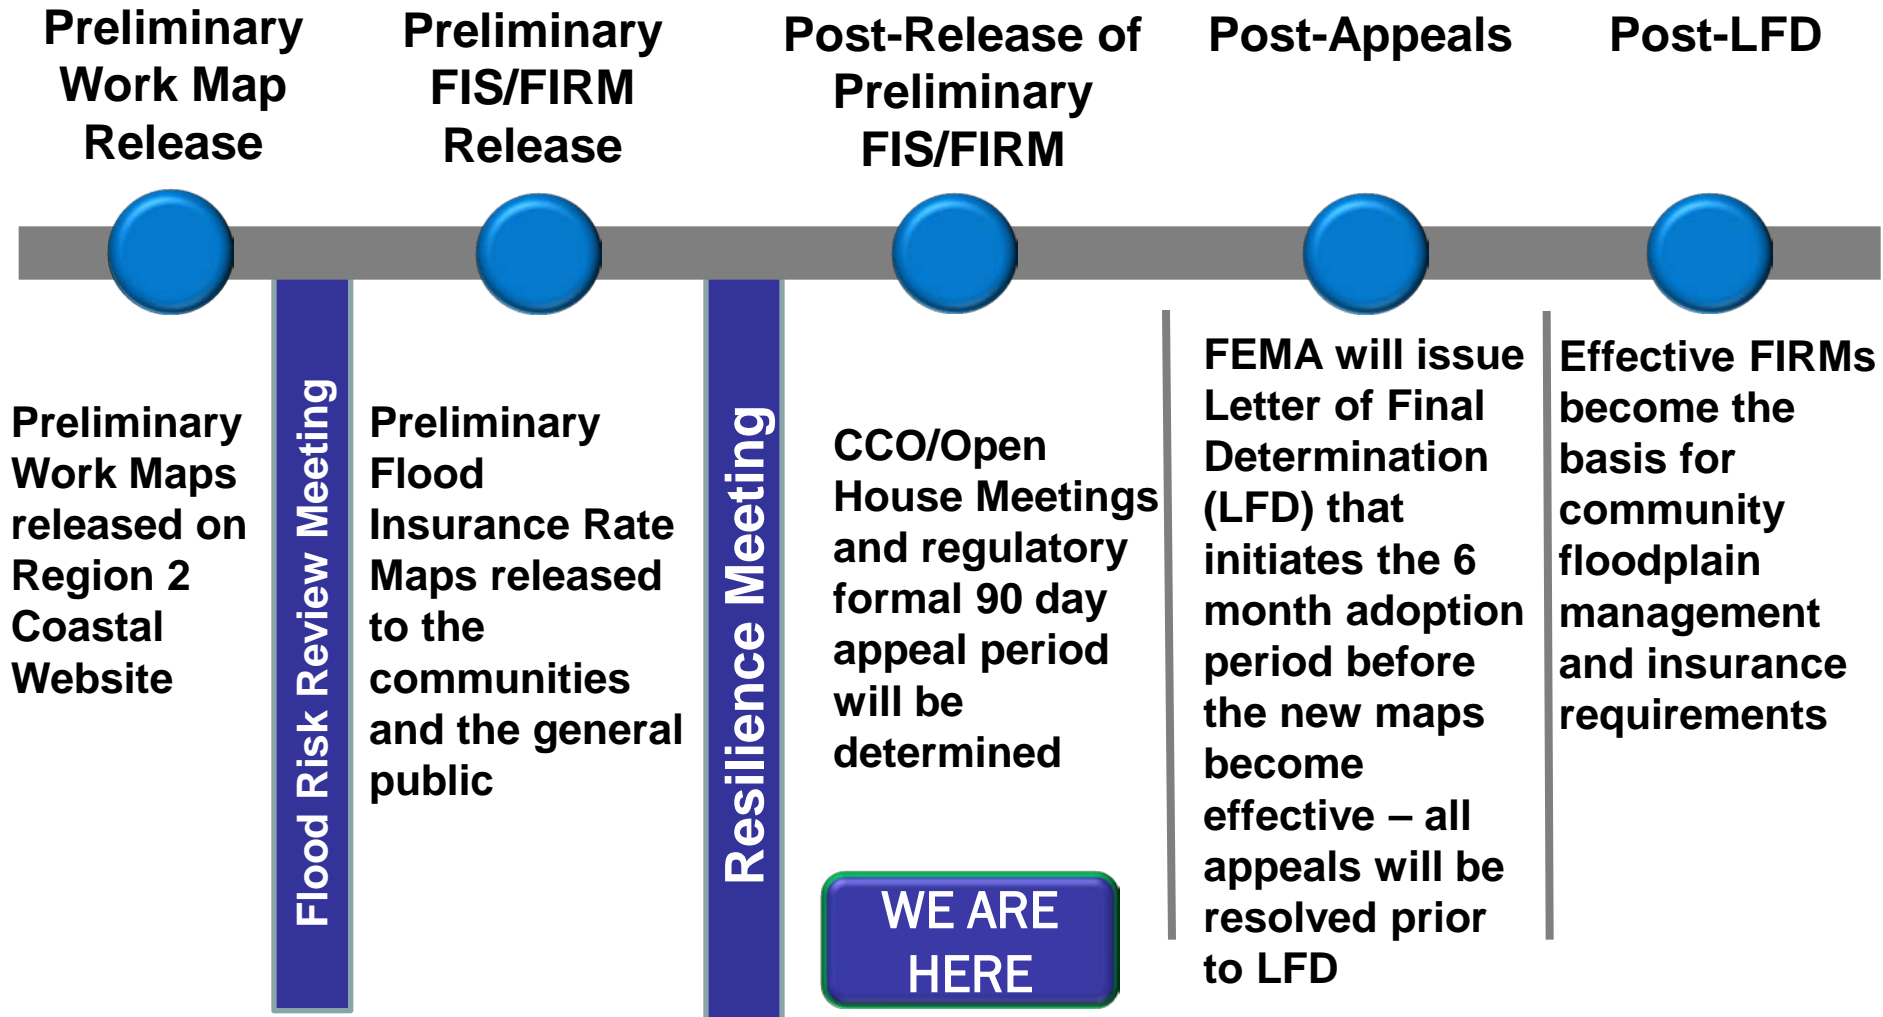 Preliminary
Work Map
Release
Preliminary
FIS/FIRM
Release
Post-Release of
Preliminary
FIS/FIRM
Post-Appeals
Post-LFD
Preliminary
Work Maps
released on
Region 2
Coastal
Website
Flood Risk Review Meeting
Preliminary
Flood
Insurance Rate
Maps released
to the
communities
and the general
public
Resilience Meeting
CCO/Open
House Meetings
and regulatory
formal 90 day
appeal period
will be
determined
WE ARE
HERE
FEMA will issue
Letter of Final
Determination
(LFD) that
initiates the 6
month adoption
period before
the new maps
become
effective – all
appeals will be
resolved prior
to LFD
Effective FIRMs
become the
basis for
community
floodplain
management
and insurance
requirements